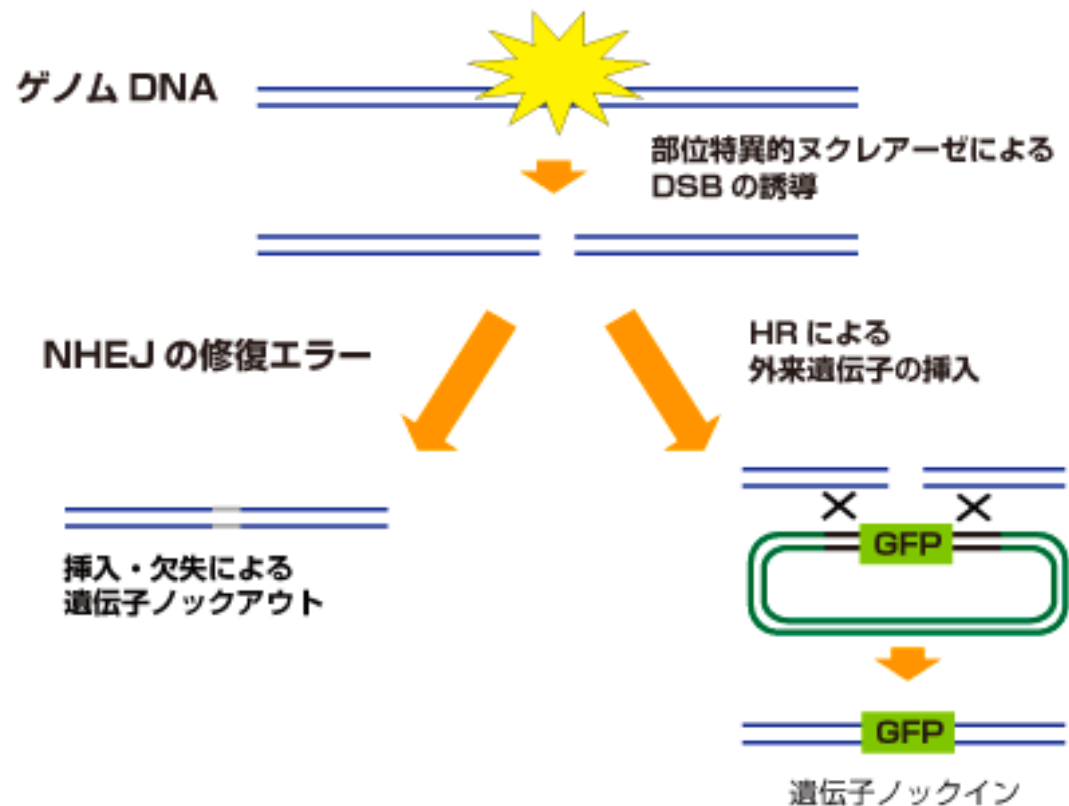 ゲノム DNA
部位特異的ヌクレアーゼによる
DSB の誘導
NHEJ の修復エラー
HR による
外来遺伝子の挿入
挿入・欠失による
遺伝子ノックアウト
GFP
GFP
遺伝子ノックイン